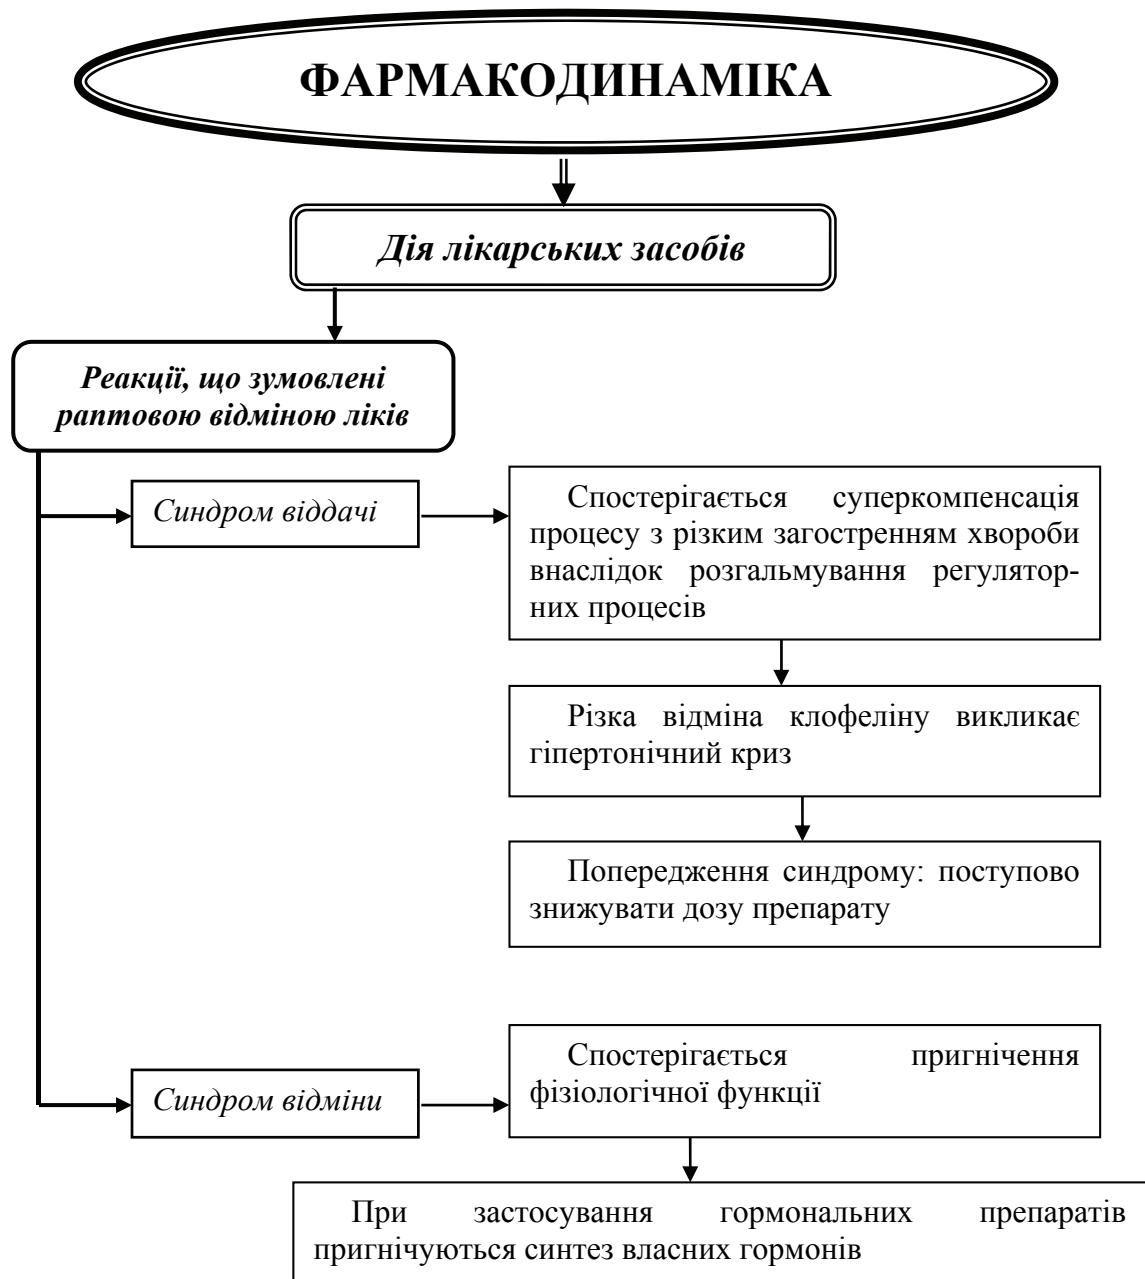 ФАРМАКОДИНАМІКА
Дія лікарських засобів
Реакції, що зумовлені
раптовою відміною ліків
Синдром віддачі
Спостерігається суперкомпенсація
процесу з різким загостренням хвороби
внаслідок розгальмування регулятор-
них процесів
Різка відміна клофеліну викликає
гіпертонічний криз
Попередження синдрому: поступово
знижувати дозу препарату
Синдром відміни
Спостерігається пригнічення
фізіологічної функції
При застосування гормональних препаратів
пригнічуються синтез власних гормонів